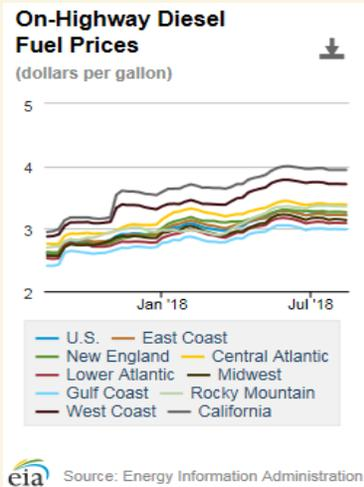 On-Highway Diesel
Fuel Prices
(dollars per gallon)
5
4
3
2
Jan '18 Jul '18
U.S. East Coast
New England Central Atlantic
Lower Atlantic Midwest
Gulf Coast Rocky Mountain
West Coast California
eia Source: Energy Information Administration